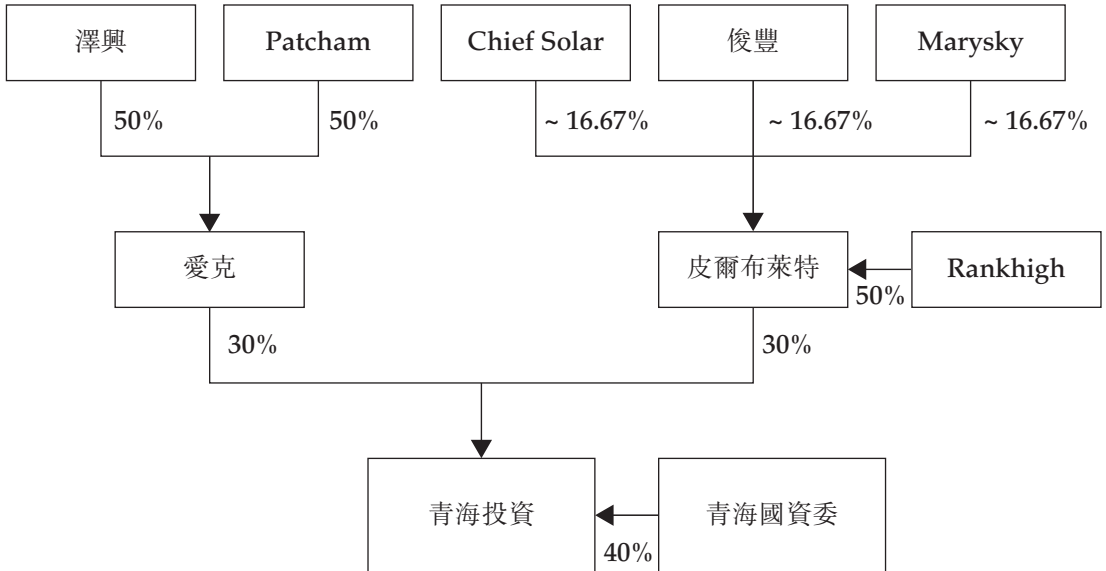 澤興
Patcham
Chief Solar
俊豐
Marysky
50%
50%
~ 16.67%
~ 16.67%
~ 16.67%
愛克
皮爾布萊特
Rankhigh
50%
30%
30%
青海投資
青海國資委
40%